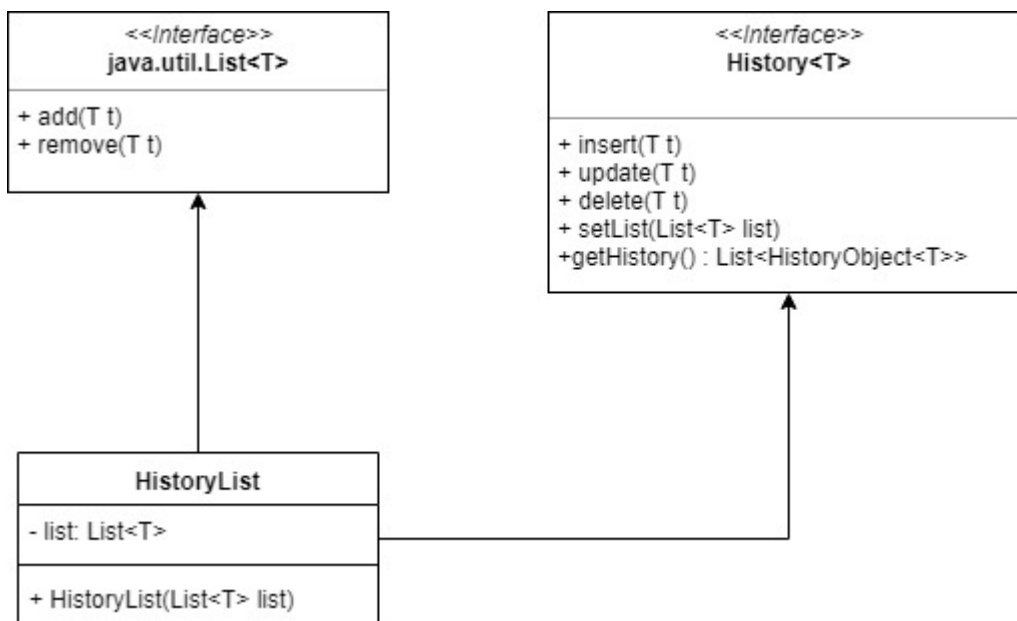 <<Interface>>
java.util.List<T>
+ add(T t)
+ remove(T t)
<<Interface>>
History<T>
+ insert(T t)
+ update(T t)
+ delete(T t)
+ setList(List<T> list)
+getHistory() : List<HistoryObject<T>>
HistoryList
- list: List<T>
+ HistoryList(List<T> list)